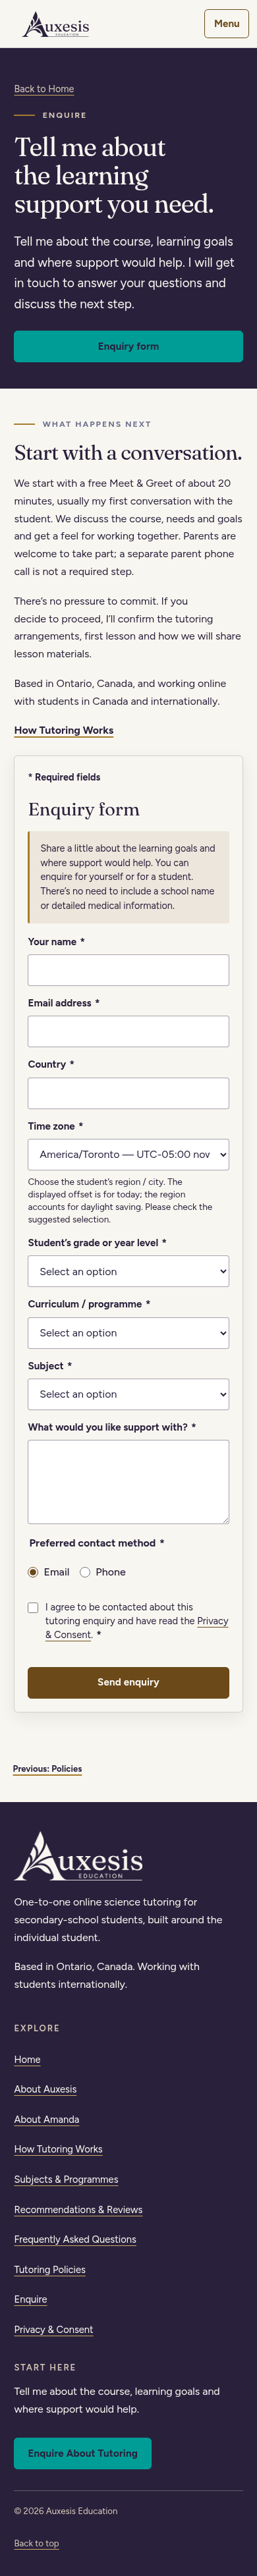 Auxesis
EDUCATION
Menu
Back to Home
ENQUIRE
Tell me about
the learning
support you need.
Tell me about the course, learning goals
and where support would help. I will get
in touch to answer your questions and
discuss the next step.
Enquiry form
WHAT HAPPENS NEXT
Start with a conversation.
We start with a free Meet & Greet of about 20
minutes, usually my first conversation with the
student. We discuss the course, needs and goals
and get a feel for working together. Parents are
welcome to take part; a separate parent phone
call is not a required step.
There's no pressure to commit. If you
decide to proceed, I'll confirm the tutoring
arrangements, first lesson and how we will share
lesson materials.
Based in Ontario, Canada, and working online
with students in Canada and internationally.
How Tutoring Works
* Required fields
Enquiry form
Share a little about the learning goals and
where support would help. You can
enquire for yourself or for a student.
There's no need to include a school name
or detailed medical information.
Your name *
Email address *
Country *
Time zone *
America/Toronto — UTC-05:00 now
Choose the student's region / city. The
displayed offset is for today; the region
accounts for daylight saving. Please check the
suggested selection.
Student's grade or year level *
Select an option
Curriculum / programme *
Select an option
Subject *
Select an option
What would you like support with? *
Preferred contact method *
Email Phone
I agree to be contacted about this
tutoring enquiry and have read the Privacy
& Consent. *
Send enquiry
Previous: Policies
Auxesis
EDUCATION
One-to-one online science tutoring for
secondary-school students, built around the
individual student.
Based in Ontario, Canada. Working with
students internationally.
EXPLORE
Home
About Auxesis
About Amanda
How Tutoring Works
Subjects & Programmes
Recommendations & Reviews
Frequently Asked Questions
Tutoring Policies
Enquire
Privacy & Consent
START HERE
Tell me about the course, learning goals and
where support would help.
Enquire About Tutoring
© 2026 Auxesis Education
Back to top